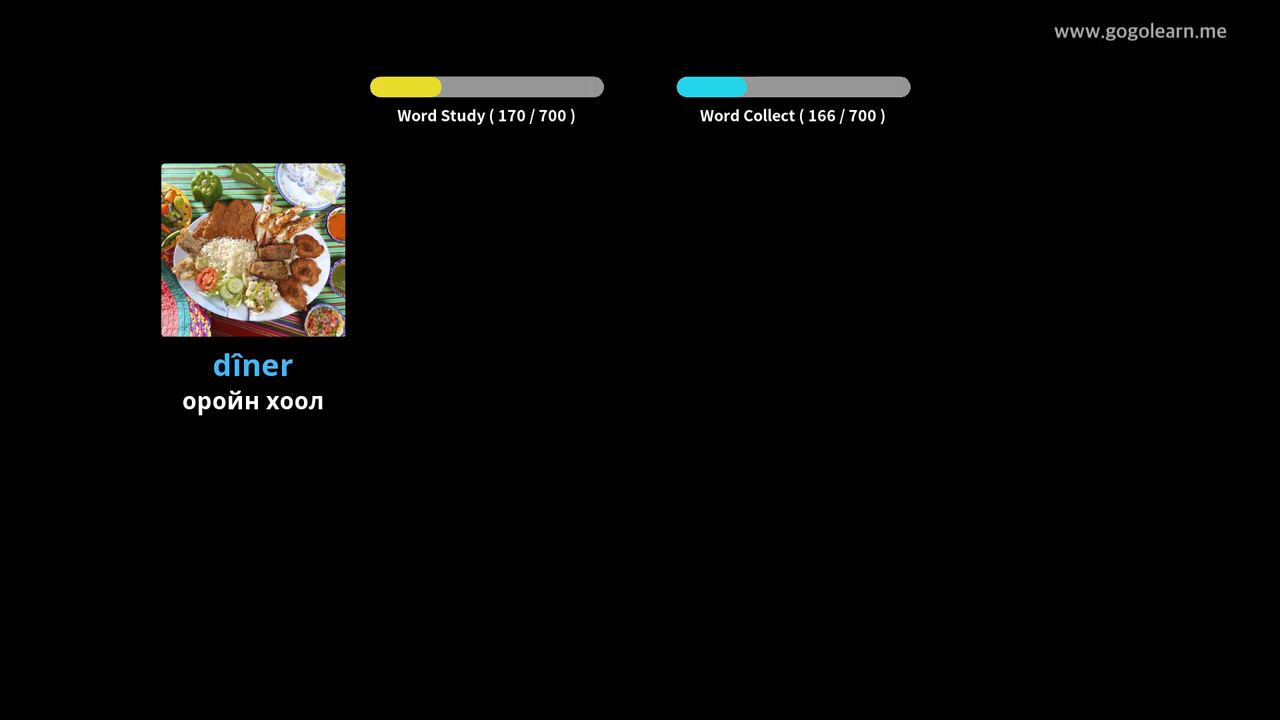 www.gogolearn.me
Word Study ( 170 / 700 )
Word Collect ( 166 / 700 )
dîner
оройн хоол